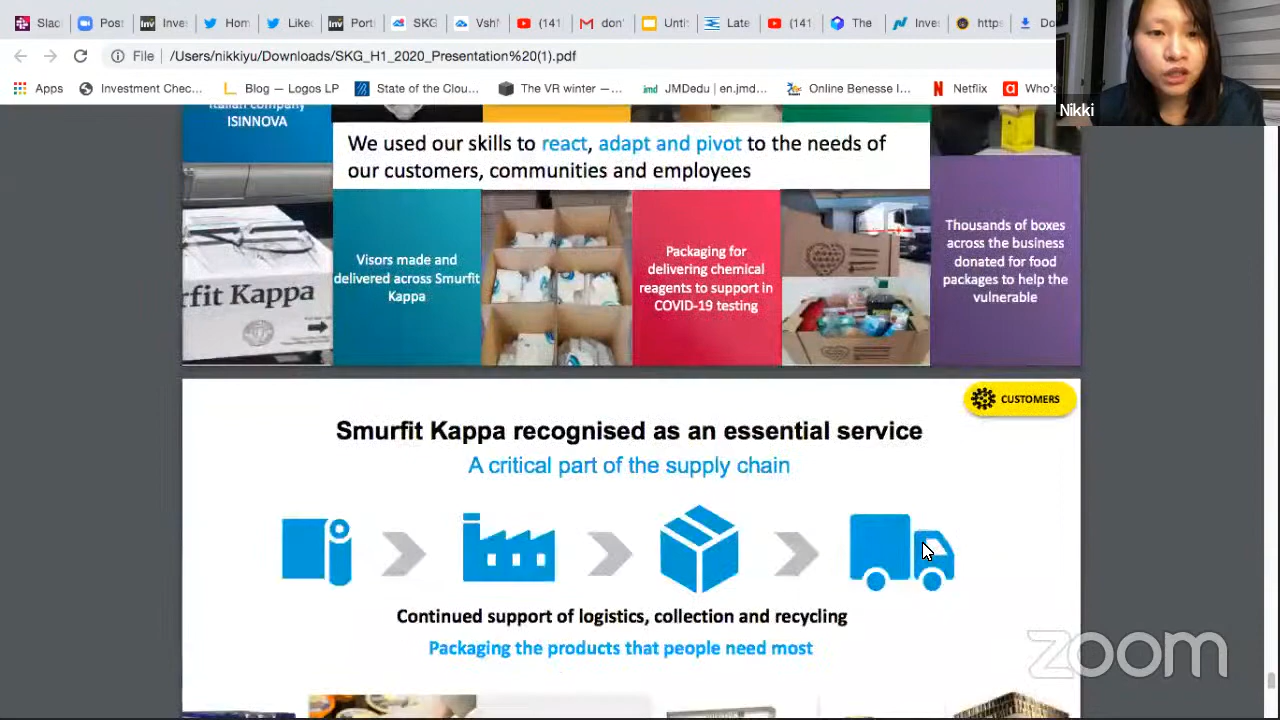 Slac
Post
Inve
Hom
Like
Port
SKG
Vshl
(141
don'
Unti
Late
(141
The
Inve
https
Do
File /Users/nikkiyu/Downloads/SKG_H1_2020_Presentation%20(1).pdf
Apps
Investment Chec...
Blog — Logos LP
State of the Clou...
The VR winter —...
JMDedu | en.jmd...
Online Benesse I...
Netflix
Who's
Nikki
Italian company
ISINNOVA
We used our skills to react, adapt and pivot to the needs of
our customers, communities and employees
rfit Kappa
Visors made and
delivered across Smurfit
Kappa
Packaging for
delivering chemical
reagents to support in
COVID-19 testing
Thousands of boxes
across the business
donated for food
packages to help the
vulnerable
CUSTOMERS
Smurfit Kappa recognised as an essential service
A critical part of the supply chain
Continued support of logistics, collection and recycling
Packaging the products that people need most
zoom